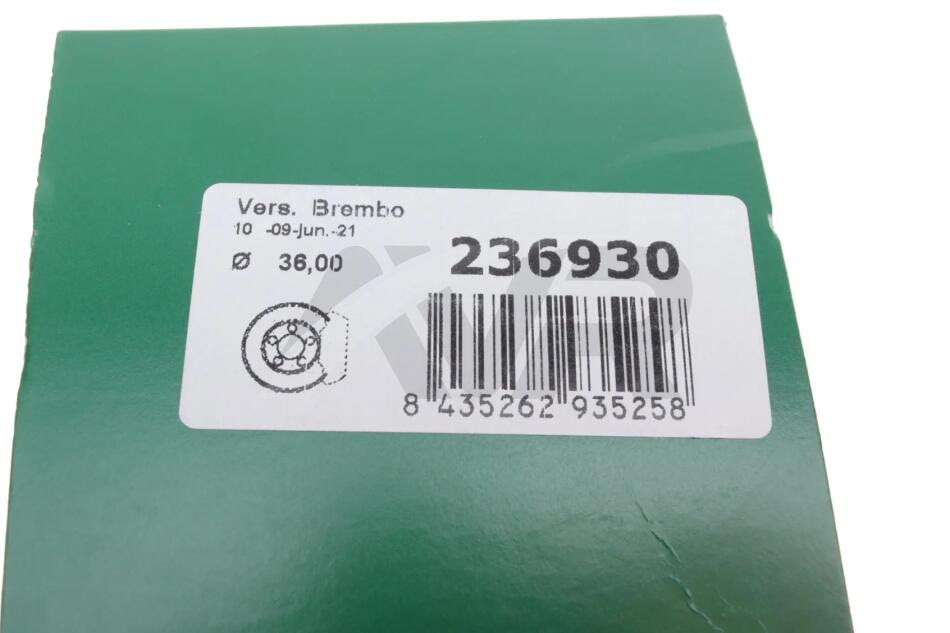 Vers. Brembo
10 -09-jun.-21
Ø 36,00
236930
8 435262 935258